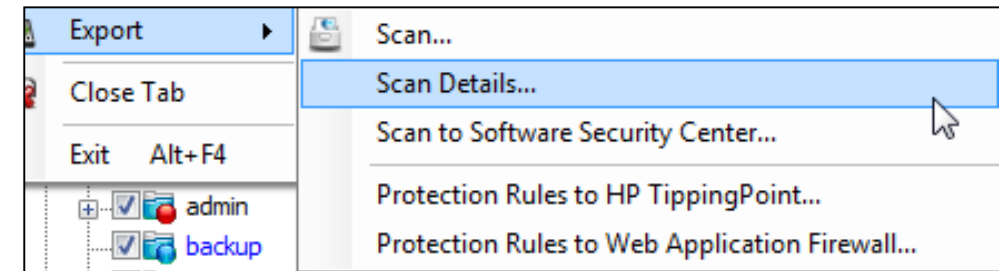 Export
Close Tab
Exit Alt+F4
admin
backup
Scan...
Scan Details...
Scan to Software Security Center...
Protection Rules to HP TippingPoint...
Protection Rules to Web Application Firewall...